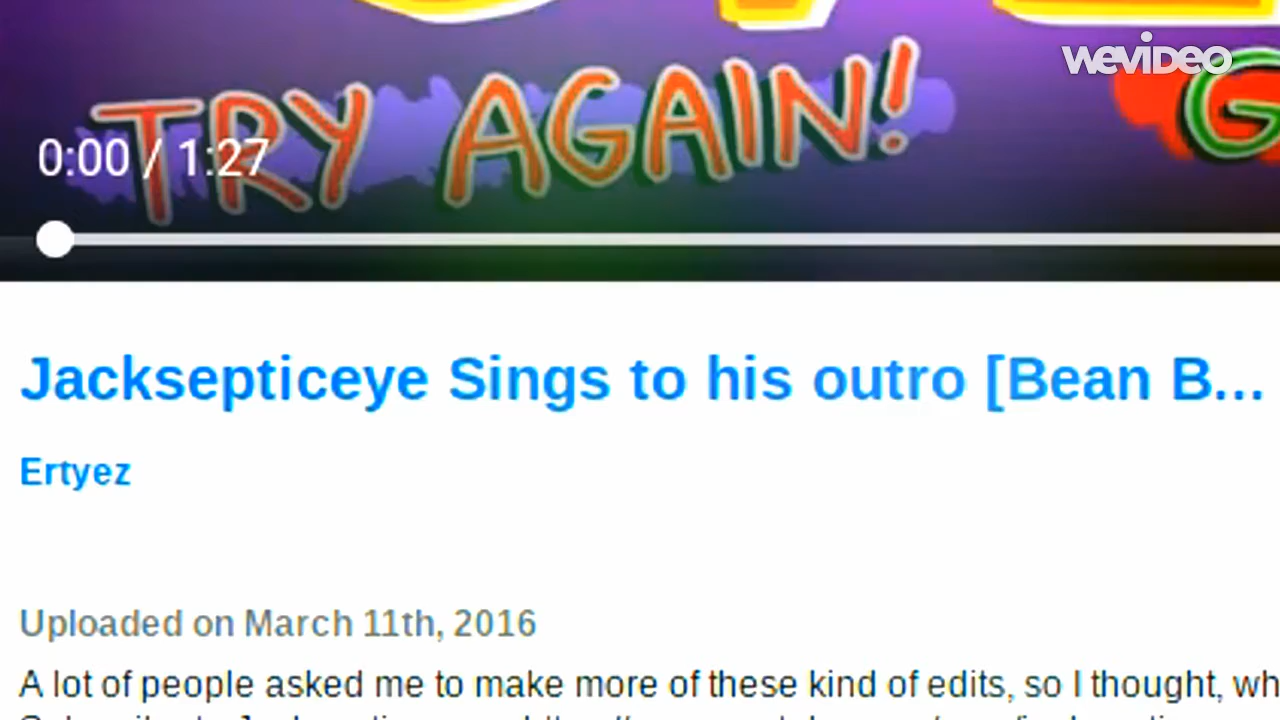 wevideo
TRY AGAIN!
G
0:00 / 1:27
Jacksepticeye Sings to his outro [Bean B...
Ertyez
Uploaded on March 11th, 2016
A lot of people asked me to make more of these kind of edits, so I thought, wh